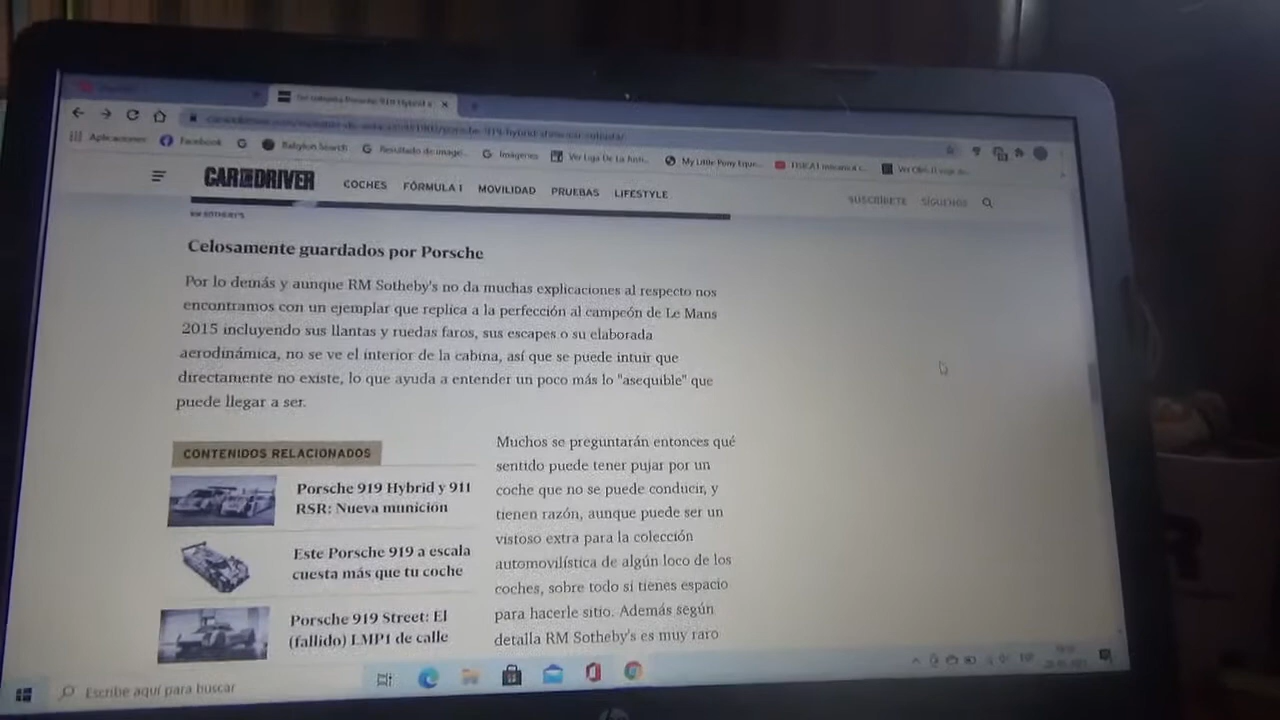 Aplicaciones
Facebook
Babylon Search
Resultado de image...
Imágenes
Ver Liga De La Justi...
My Little Pony Eque...
CAR AND DRIVER
COCHES
FÓRMULA 1
MOVILIDAD
PRUEBAS
LIFESTYLE
SUSCRÍBETE
SÍGUENOS
RM SOTHEBY'S
Celosamente guardados por Porsche
Por lo demás y aunque RM Sotheby's no da muchas explicaciones al respecto nos
encontramos con un ejemplar que replica a la perfección al campeón de Le Mans
2015 incluyendo sus llantas y ruedas faros, sus escapes o su elaborada
aerodinámica, no se ve el interior de la cabina, así que se puede intuir que
directamente no existe, lo que ayuda a entender un poco más lo "asequible" que
puede llegar a ser.
CONTENIDOS RELACIONADOS
Porsche 919 Hybrid y 911
RSR: Nueva munición
Este Porsche 919 a escala
cuesta más que tu coche
Porsche 919 Street: El
(fallido) LMP1 de calle
Muchos se preguntarán entonces qué
sentido puede tener pujar por un
coche que no se puede conducir, y
tienen razón, aunque puede ser un
vistoso extra para la colección
automovilística de algún loco de los
coches, sobre todo si tienes espacio
para hacerle sitio. Además según
detalla RM Sotheby's es muy raro
Escribe aquí para buscar
hp